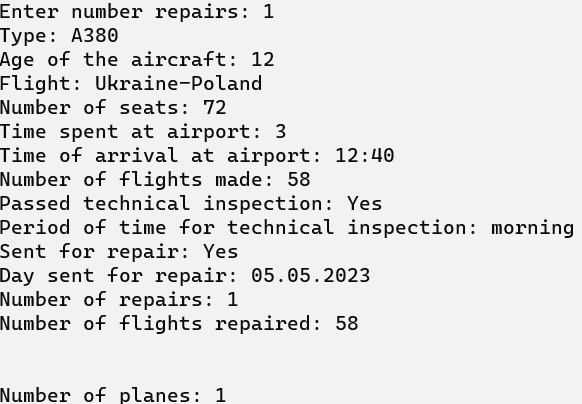 Enter number repairs: 1
Type: A380
Age of the aircraft: 12
Flight: Ukraine-Poland
Number of seats: 72
Time spent at airport: 3
Time of arrival at airport: 12:40
Number of flights made: 58
Passed technical inspection: Yes
Period of time for technical inspection: morning
Sent for repair: Yes
Day sent for repair: 05.05.2023
Number of repairs: 1
Number of flights repaired: 58
Number of planes: 1